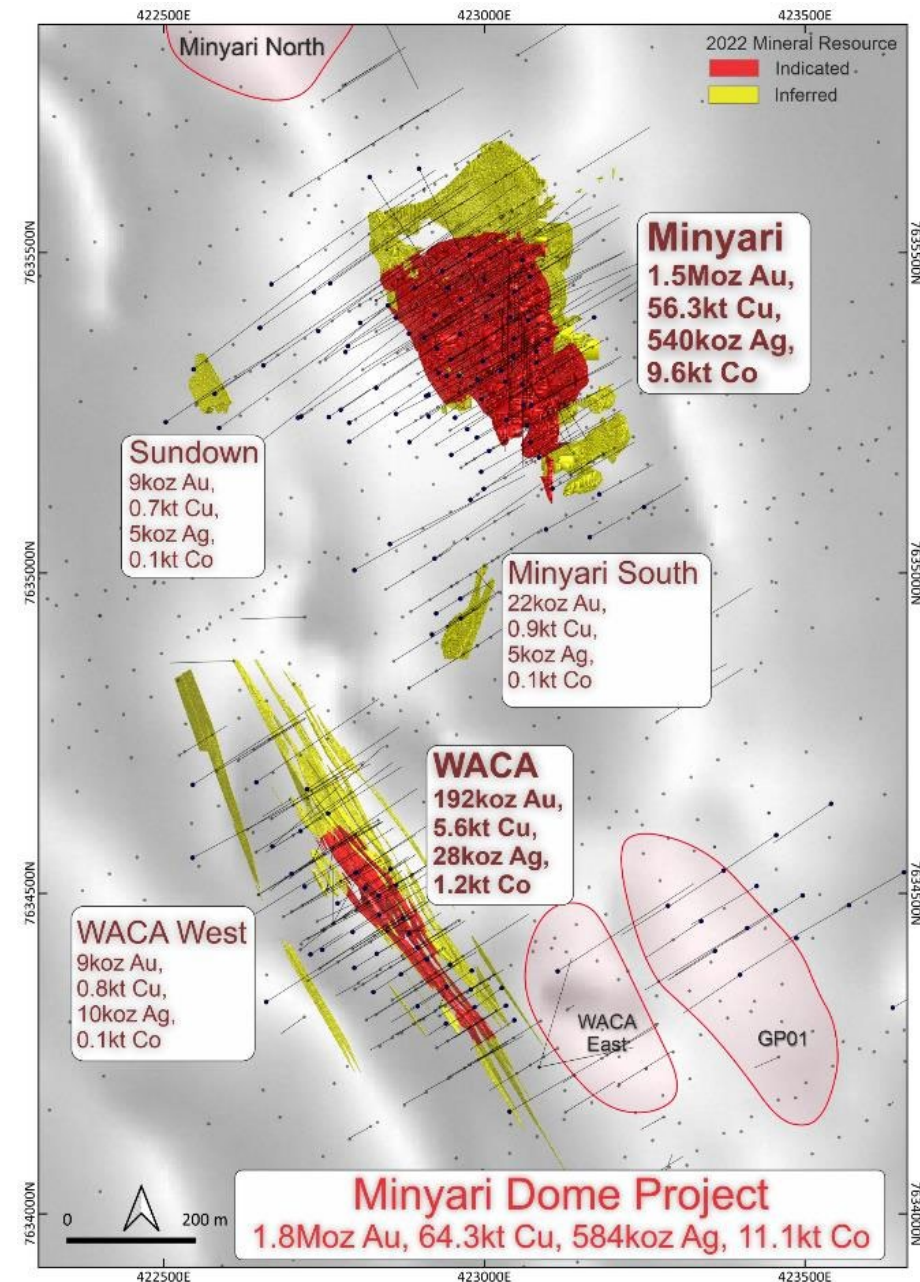 422500E
423000E
423500E
Minyari North
2022 Mineral Resource
Indicated
Inferred
7635500N
7635500N
Minyari
1.5Moz Au,
56.3kt Cu,
540koz Ag,
9.6kt Co
Sundown
9koz Au,
0.7kt Cu,
5koz Ag,
0.1kt Co
7635000N
7635000N
Minyari South
22koz Au,
0.9kt Cu,
5koz Ag,
0.1kt Co
WACA
192koz Au,
5.6kt Cu,
28koz Ag,
1.2kt Co
7634500N
7634500N
WACA West
9koz Au,
0.8kt Cu,
10koz Ag,
0.1kt Co
WACA
East
GP01
7634000N
7634000N
0
200 m
Minyari Dome Project
1.8Moz Au, 64.3kt Cu, 584koz Ag, 11.1kt Co
422500E
423000E
423500E